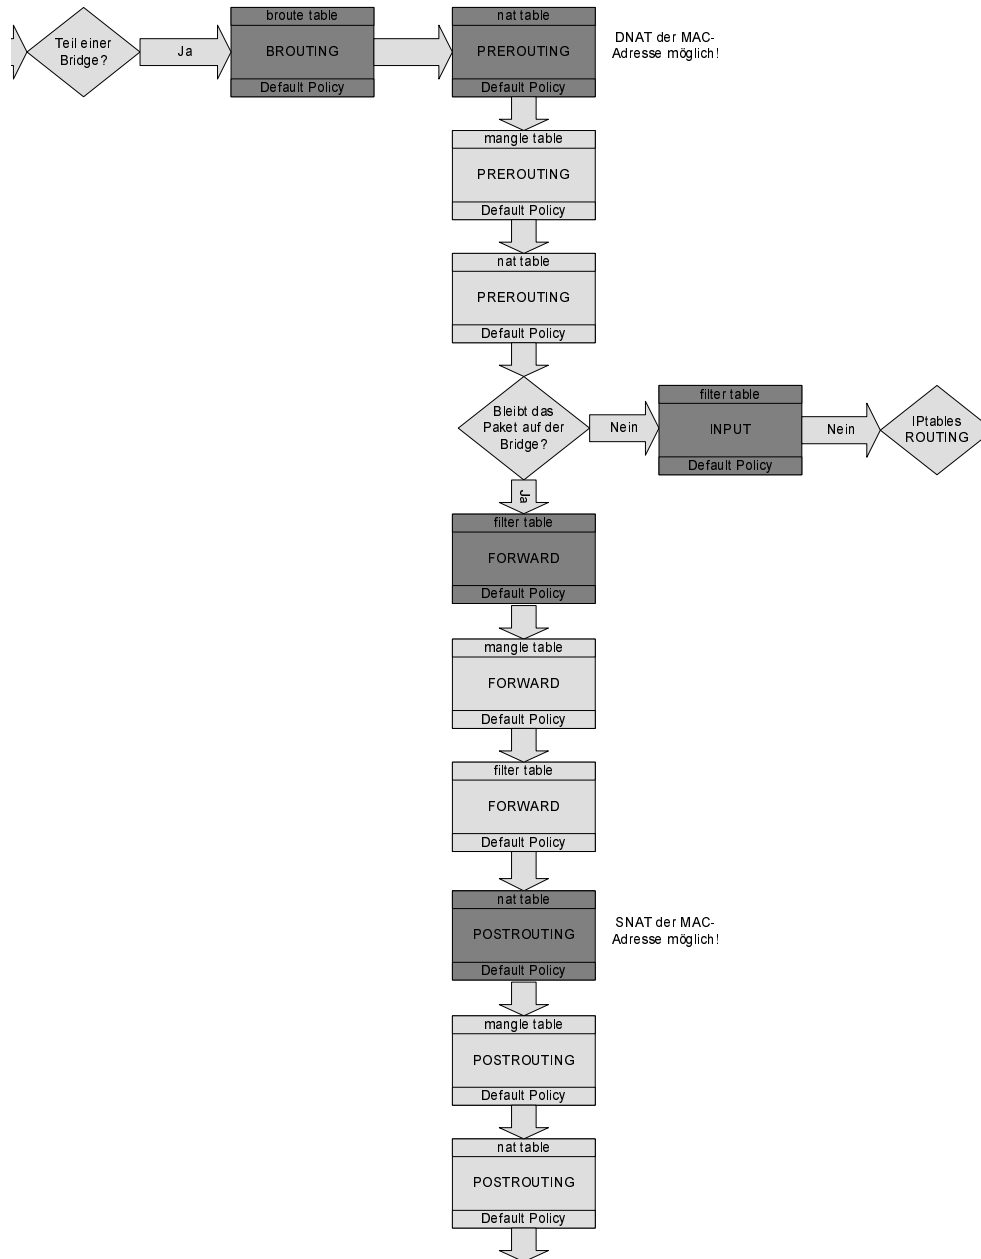 broute table
nat table
Teil einer
Bridge?
Ja
BROUTING
PREROUTING
DNAT der MAC-
Adresse möglich!
Default Policy
Default Policy
mangle table
PREROUTING
Default Policy
nat table
PREROUTING
Default Policy
Bleibt das
Paket auf der
Bridge?
Nein
filter table
INPUT
Default Policy
Nein
IPtables
ROUTING
Ja
filter table
FORWARD
Default Policy
mangle table
FORWARD
Default Policy
filter table
FORWARD
Default Policy
nat table
POSTROUTING
Default Policy
SNAT der MAC-
Adresse möglich!
mangle table
POSTROUTING
Default Policy
nat table
POSTROUTING
Default Policy